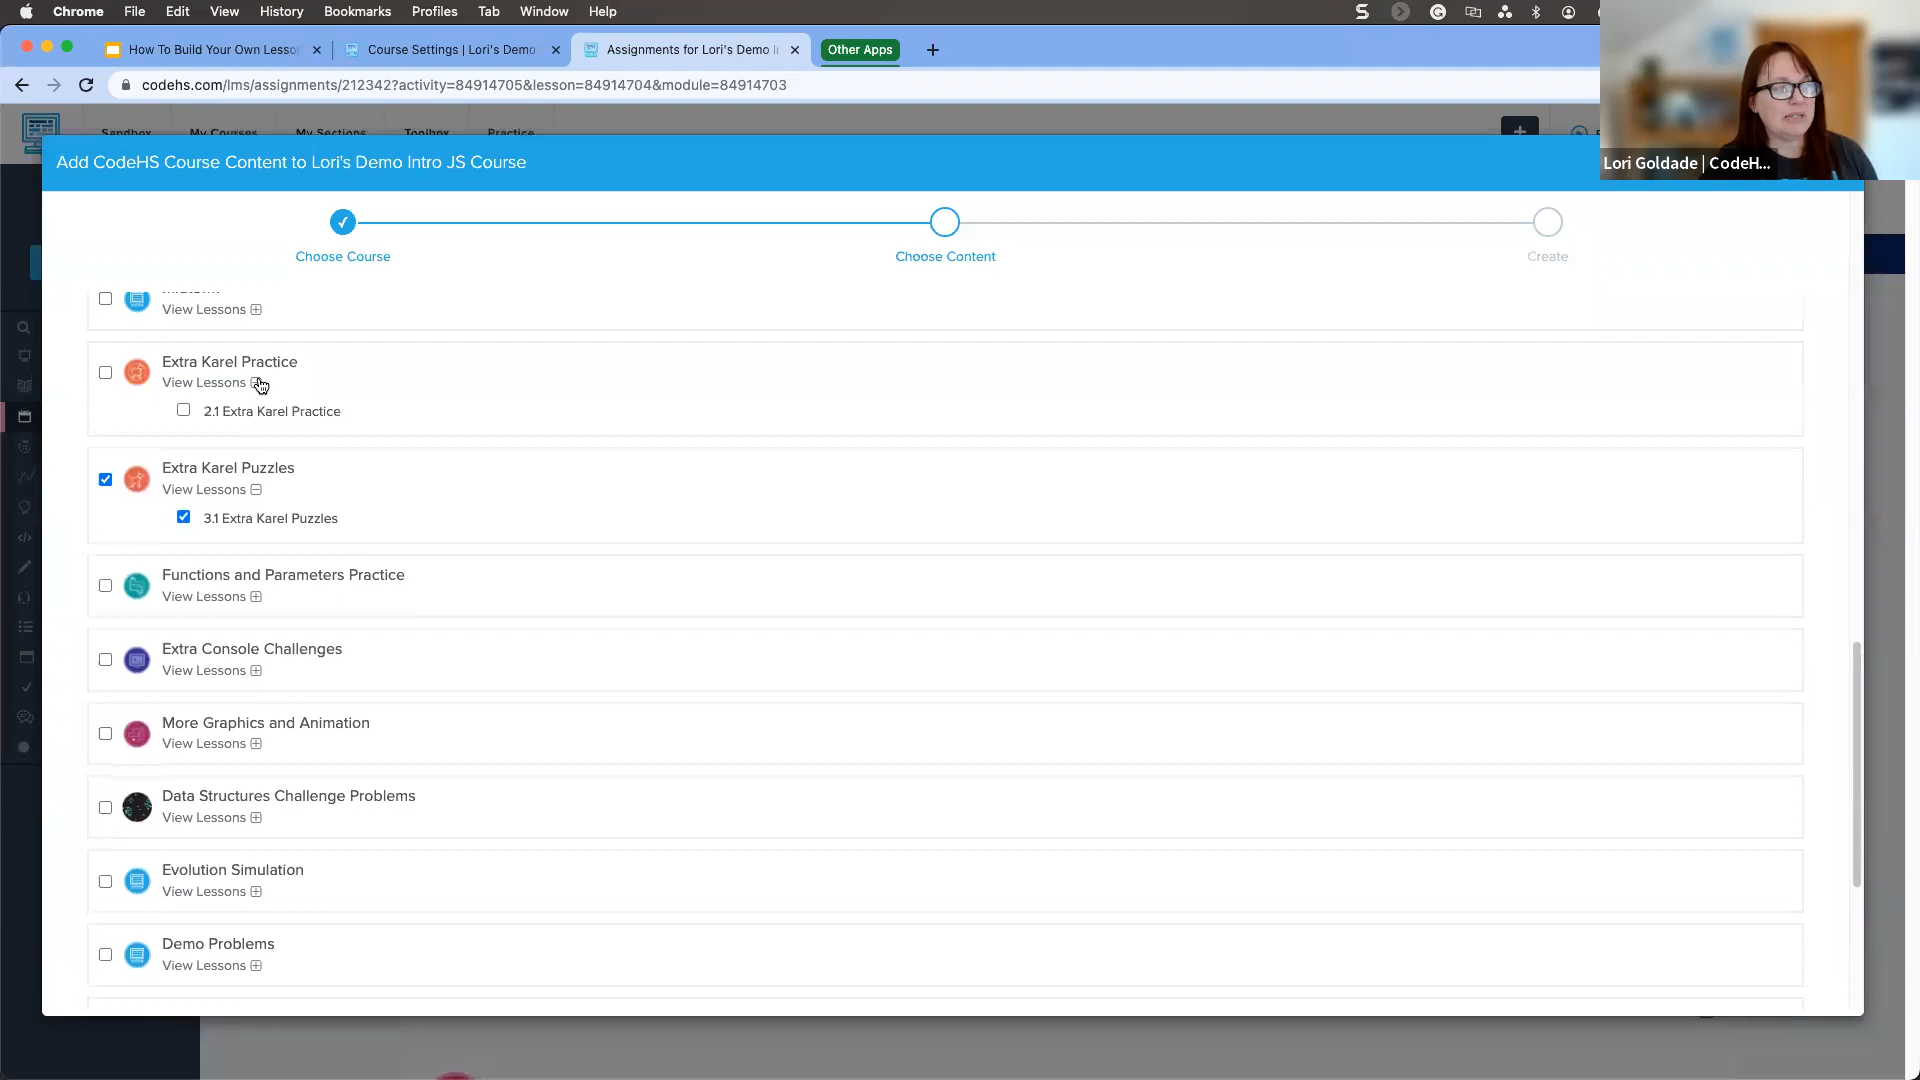 Chrome File Edit View History Bookmarks Profiles Tab Window Help
How To Build Your Own Lesso
Course Settings | Lori's Demo
Assignments for Lori's Demo I
Other Apps
codehs.com/lms/assignments/212342?activity=84914705&lesson=84914704&module=84914703
Sandbox My Courses My Sections Toolbox Practice
Lori Goldade | CodeH...
Add CodeHS Course Content to Lori's Demo Intro JS Course
Choose Course
Choose Content
Create
View Lessons
Extra Karel Practice
View Lessons
2.1 Extra Karel Practice
Extra Karel Puzzles
View Lessons
3.1 Extra Karel Puzzles
Functions and Parameters Practice
View Lessons
Extra Console Challenges
View Lessons
More Graphics and Animation
View Lessons
Data Structures Challenge Problems
View Lessons
Evolution Simulation
View Lessons
Demo Problems
View Lessons